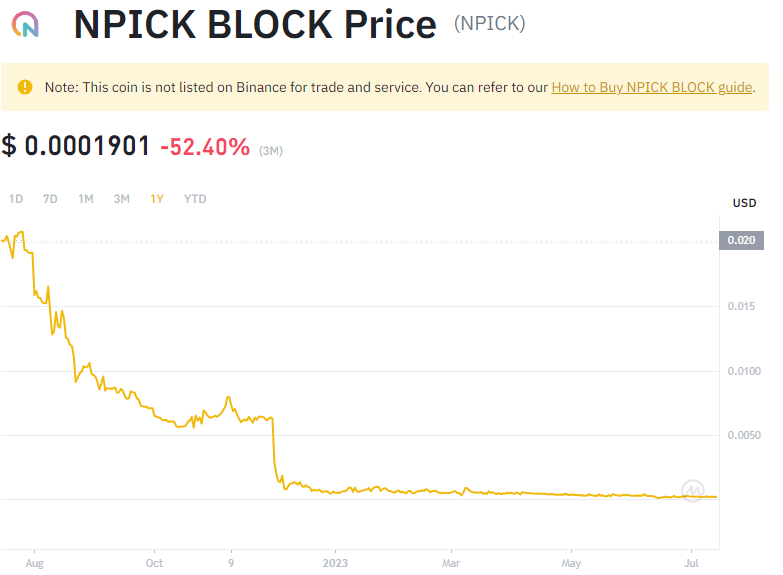 NPICK BLOCK Price (NPICK)
Note: This coin is not listed on Binance for trade and service. You can refer to our How to Buy NPICK BLOCK guide.
$ 0.0001901 -52.40% (3M)
1D 7D 1M 3M 1Y YTD
USD
0.020
0.015
0.0100
0.0050
Aug Oct 9 2023 Mar May Jul